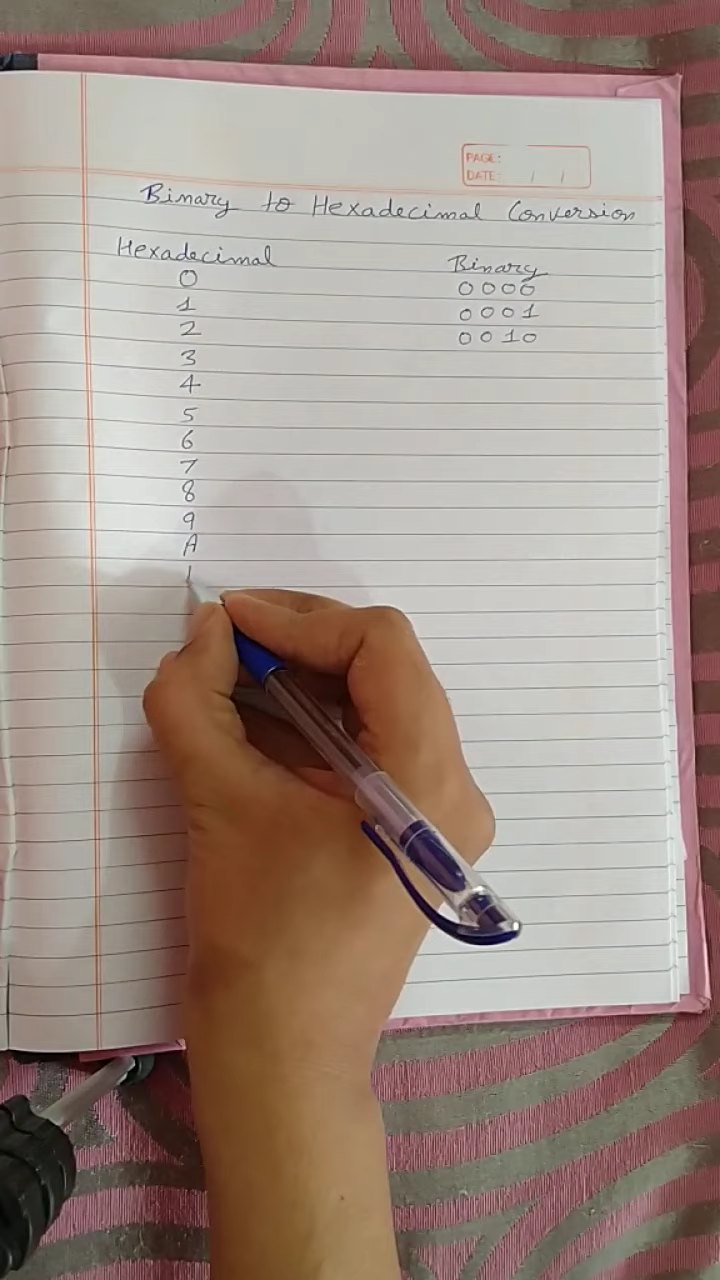 PAGE:
DATE: / /
Binary to Hexadecimal Conversion
Hexadecimal Binary
0 0000
1 0001
2 0010
3
4
5
6
7
8
9
A